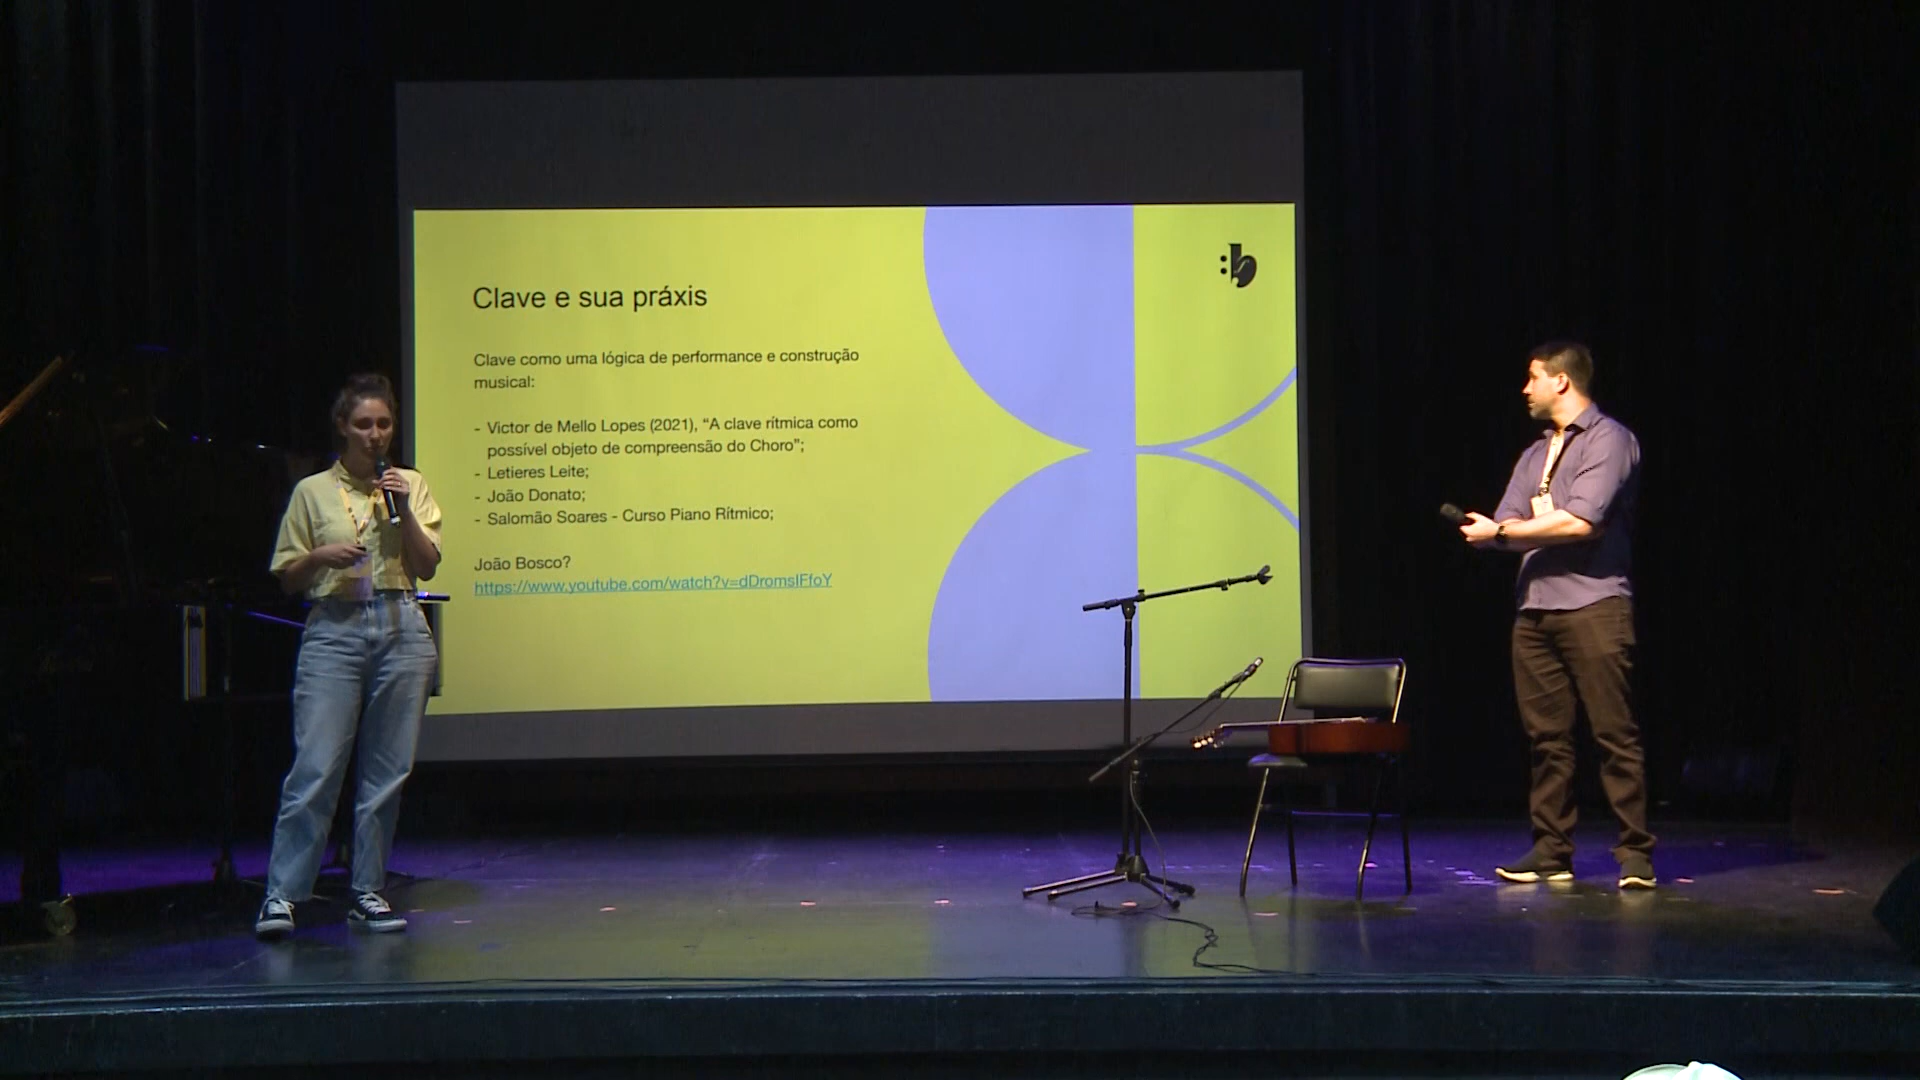 Clave e sua práxis
Clave como uma lógica de performance e construção
musical:
- Victor de Mello Lopes (2021), “A clave rítmica como
possível objeto de compreensão do Choro”;
- Letieres Leite;
- João Donato;
- Salomão Soares - Curso Piano Rítmico;
João Bosco?
https://www.youtube.com/watch?v=dDromsIFfoY